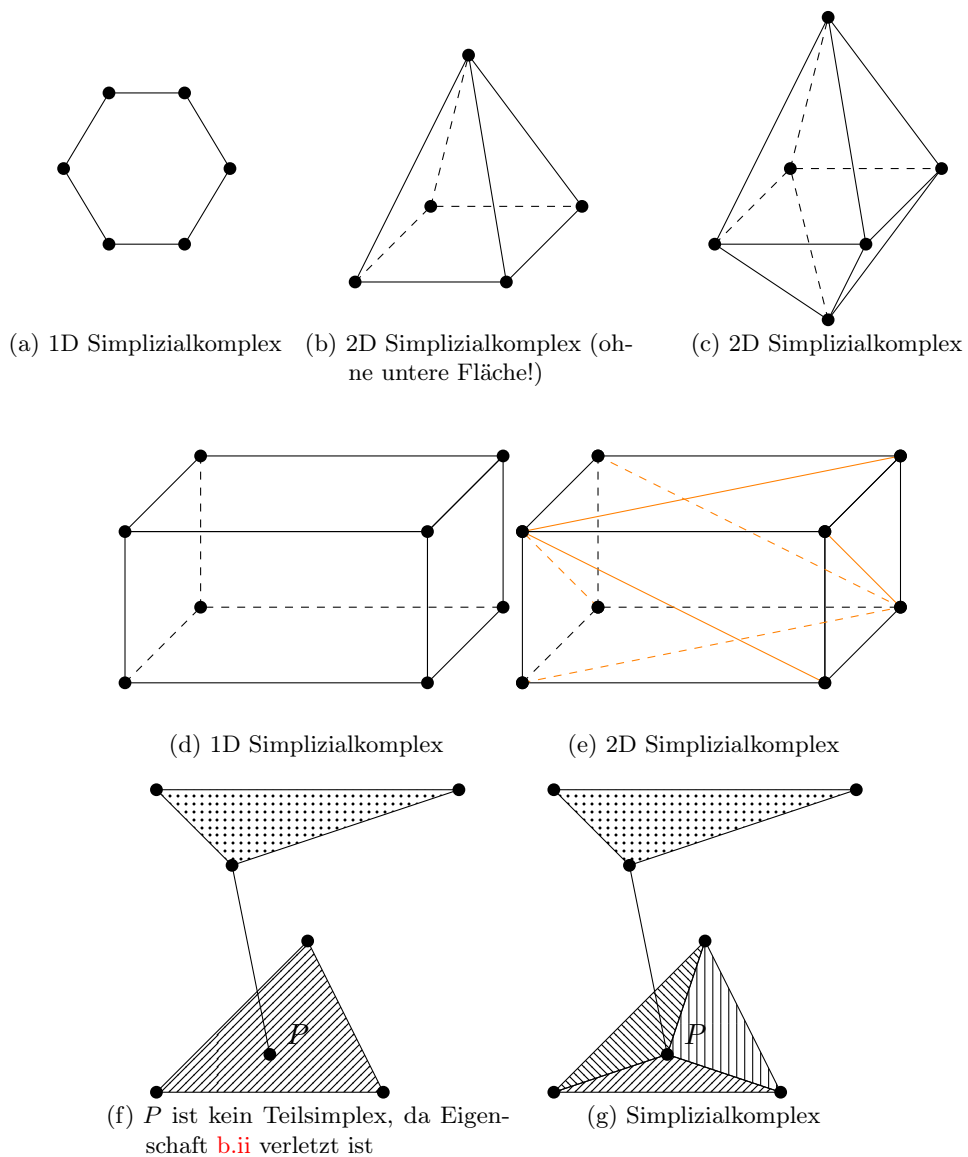 (a) 1D Simplizialkomplex
(b) 2D Simplizialkomplex (oh-
ne untere Fläche!)
(c) 2D Simplizialkomplex
(d) 1D Simplizialkomplex
(e) 2D Simplizialkomplex
P
P
(f) P ist kein Teilsimplex, da Eigen-
schaft b.ii verletzt ist
(g) Simplizialkomplex